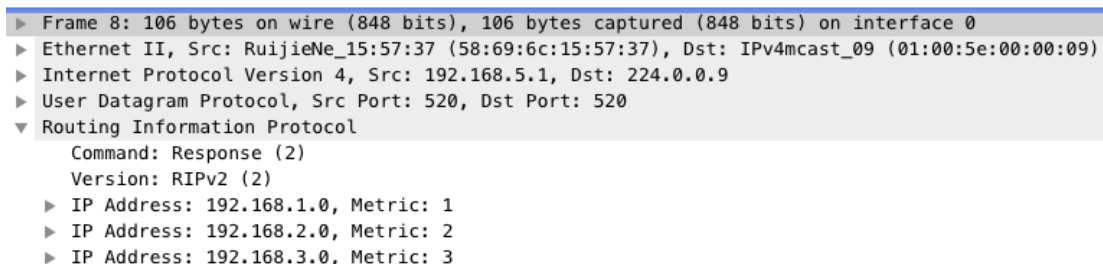 Frame 8: 106 bytes on wire (848 bits), 106 bytes captured (848 bits) on interface 0
Ethernet II, Src: RuijieNe_15:57:37 (58:69:6c:15:57:37), Dst: IPv4mcast_09 (01:00:5e:00:00:09)
Internet Protocol Version 4, Src: 192.168.5.1, Dst: 224.0.0.9
User Datagram Protocol, Src Port: 520, Dst Port: 520
Routing Information Protocol
Command: Response (2)
Version: RIPv2 (2)
IP Address: 192.168.1.0, Metric: 1
IP Address: 192.168.2.0, Metric: 2
IP Address: 192.168.3.0, Metric: 3